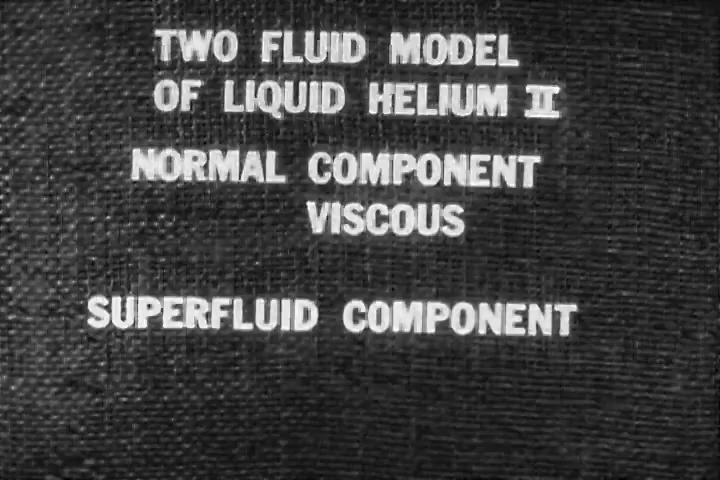 TWO FLUID MODEL
OF LIQUID HELIUM II
NORMAL COMPONENT
VISCOUS
SUPERFLUID COMPONENT